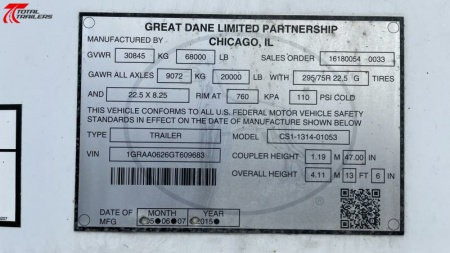 TOTAL
TRAILERS
GREAT DANE LIMITED PARTNERSHIP
MANUFACTURED BY CHICAGO, IL
GVWR 30845 KG 68000 LB SALES ORDER 16180054 0033
GAWR ALL AXLES 9072 KG 20000 LB WITH 295/75R 22.5 G TIRES
AND 22.5 X 8.25 RIM AT 760 KPA 110 PSI COLD
THIS VEHICLE CONFORMS TO ALL U.S. FEDERAL MOTOR VEHICLE SAFETY
STANDARDS IN EFFECT ON THE DATE OF MANUFACTURE SHOWN BELOW
TYPE TRAILER MODEL CS1-1314-01053
VIN 1GRAA0626GT609683 COUPLER HEIGHT 1.19 M 47.00 IN
OVERALL HEIGHT 4.11 M 13 FT 6 IN
DATE OF MFG MONTH YEAR
05 06 07 2015